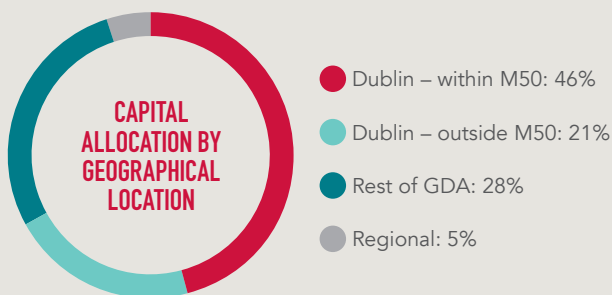 CAPITAL
ALLOCATION BY
GEOGRAPHICAL
LOCATION
Dublin – within M50: 46%
Dublin – outside M50: 21%
Rest of GDA: 28%
Regional: 5%